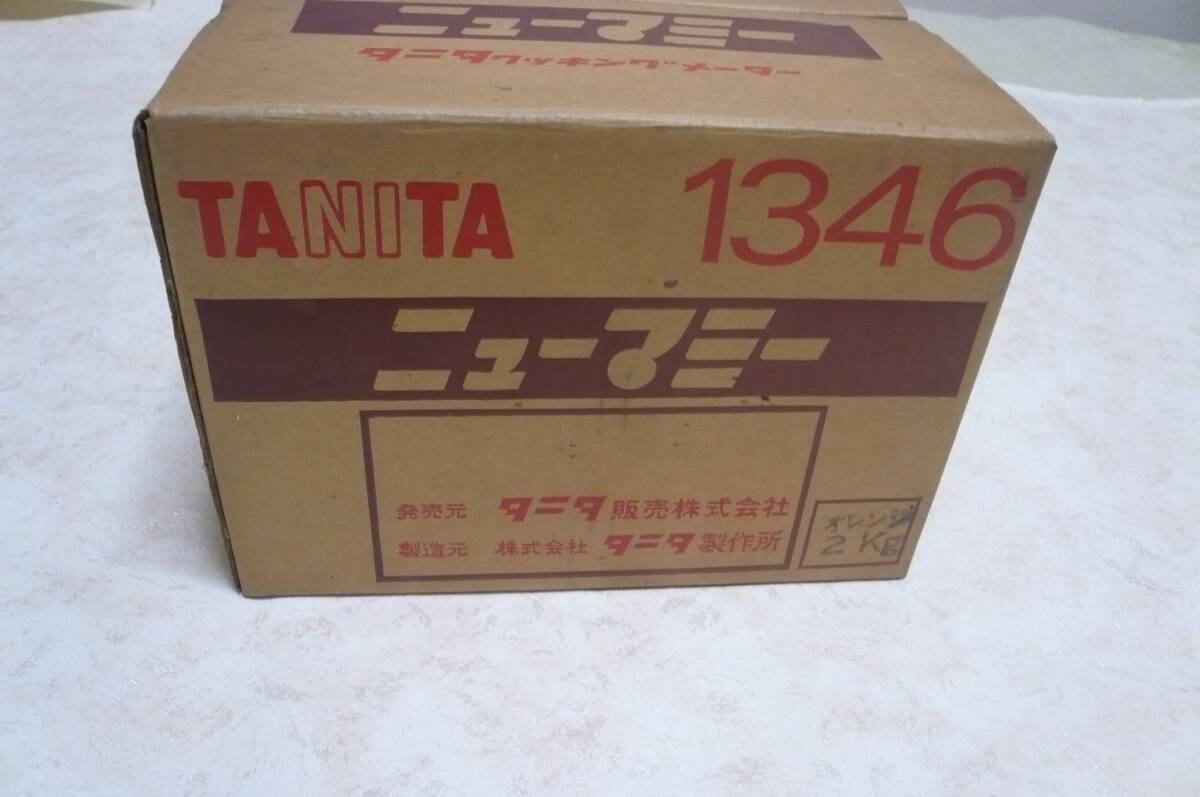 ニューマミー
タニタクッキングメーター
TANITA 1346
ニューマミー
発売元 タニタ販売株式会社
製造元 株式会社 タニタ製作所
オレンジ
2 Kg